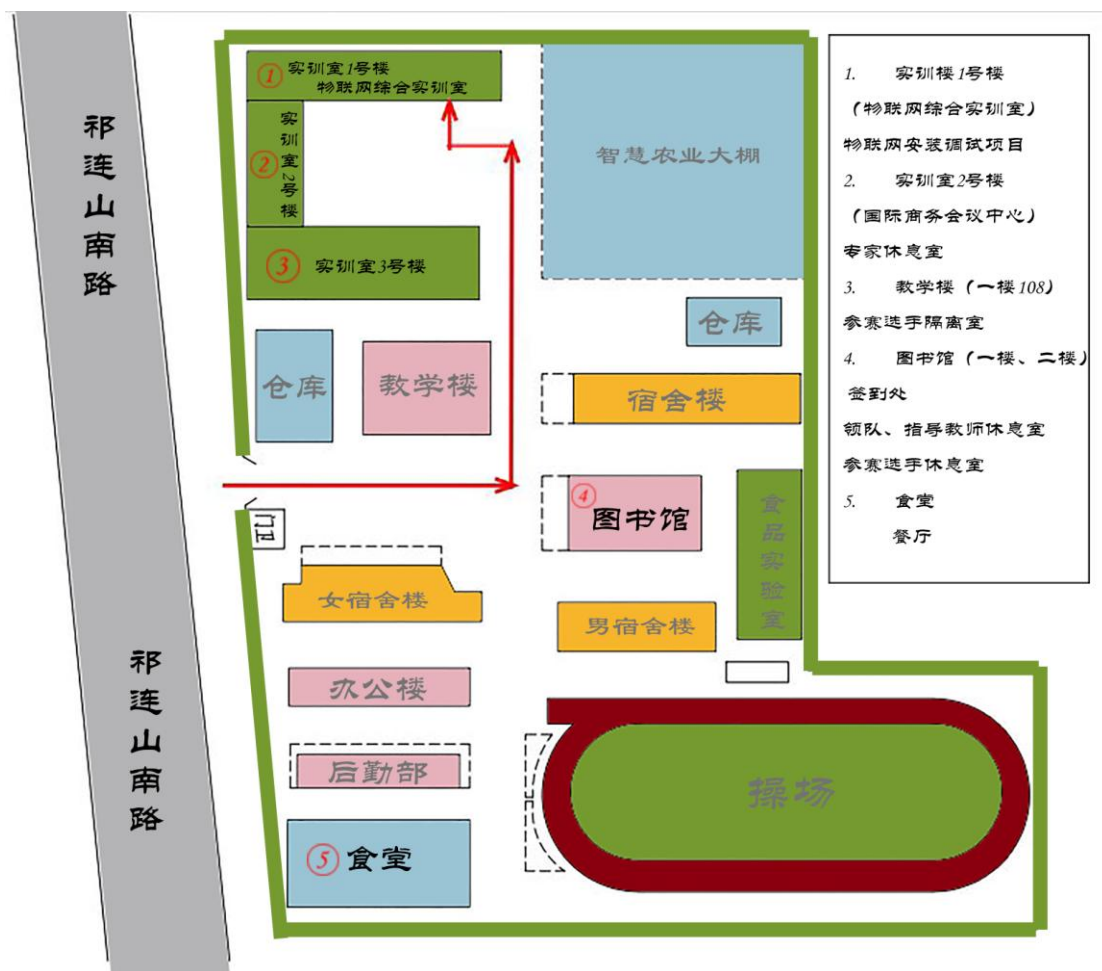 祁连山南路
祁连山南路
① 实训室1号楼
物联网综合实训室
② 实训室2号楼
③ 实训室3号楼
智慧农业大棚
仓库
仓库
教学楼
宿舍楼
④
图书馆
食品实验室
门卫
女宿舍楼
男宿舍楼
办公楼
后勤部
操场
⑤ 食堂
1. 实训楼1号楼
（物联网综合实训室）
物联网安装调试项目
2. 实训室2号楼
（国际商务会议中心）
专家休息室
3. 教学楼（一楼108）
参赛选手隔离室
4. 图书馆（一楼、二楼）
签到处
领队、指导教师休息室
参赛选手休息室
5. 食堂
餐厅